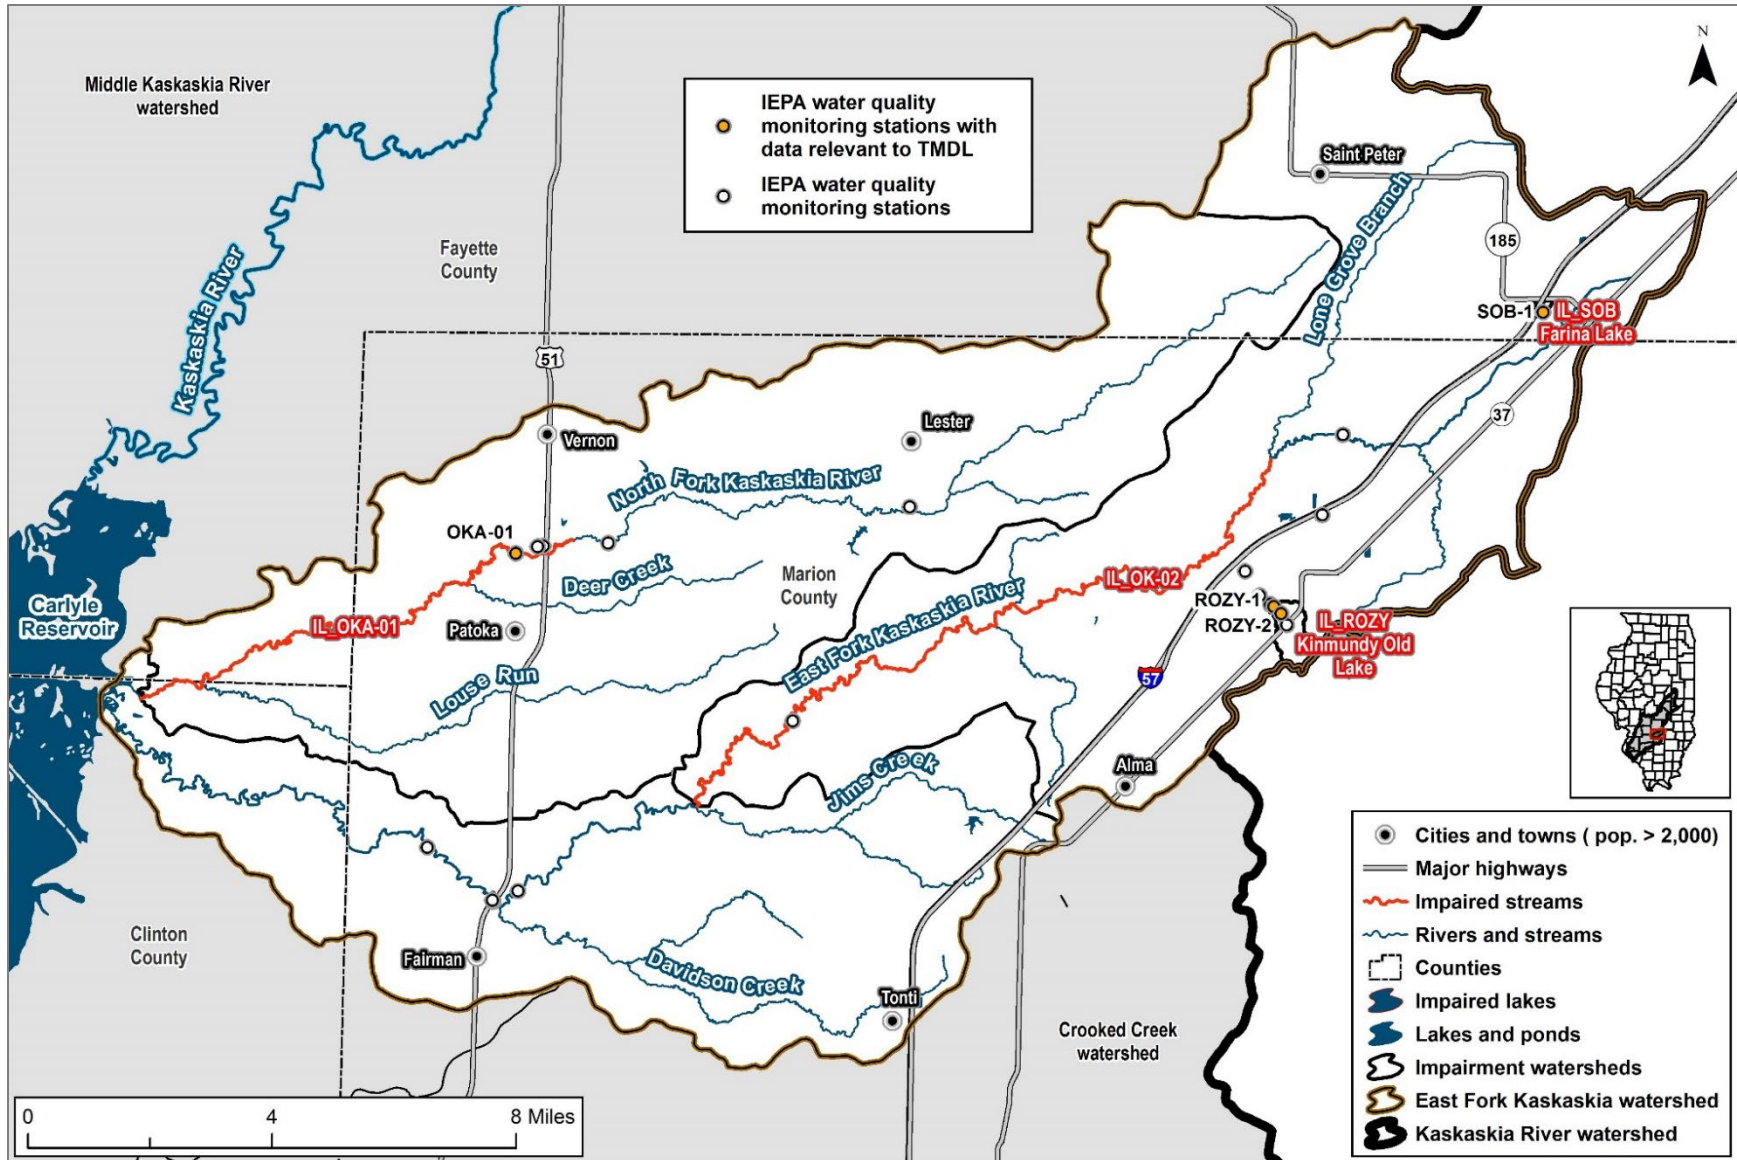 N
Middle Kaskaskia River
watershed
IEPA water quality
monitoring stations with
data relevant to TMDL
IEPA water quality
monitoring stations
Saint Peter
Lone Grove Branch
185
Kaskaskia River
Fayette
County
SOB-1
IL_SOB
Farina Lake
51
37
Vernon
Lester
North Fork Kaskaskia River
OKA-01
Deer Creek
Marion
County
IL_OK-02
ROZY-1
ROZY-2
IL_ROZY
Kinmundy Old
Lake
Carlyle
Reservoir
IL_OKA-01
Patoka
East Fork Kaskaskia River
57
Louse Run
Alma
Jims Creek
Clinton
County
Fairman
Davidson Creek
Tonti
Crooked Creek
watershed
Cities and towns ( pop. > 2,000)
Major highways
Impaired streams
Rivers and streams
Counties
Impaired lakes
Lakes and ponds
Impairment watersheds
East Fork Kaskaskia watershed
Kaskaskia River watershed
0 4 8 Miles